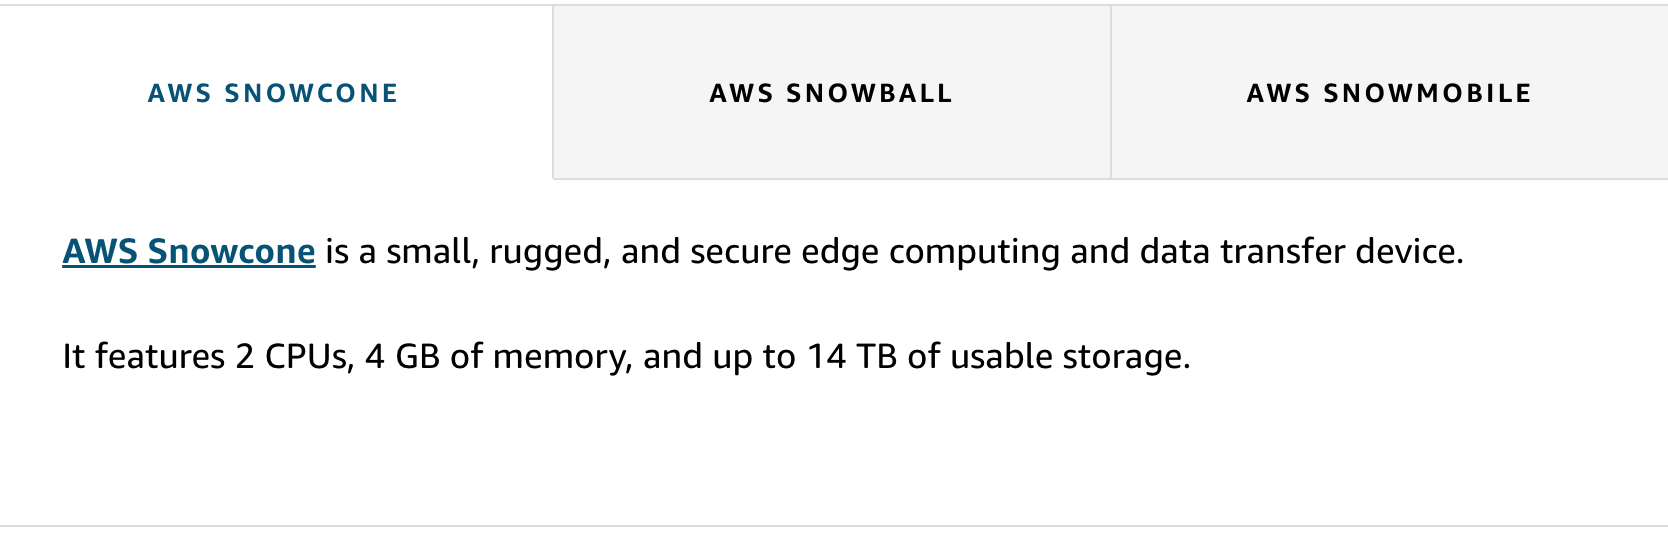 AWS SNOWCONE
AWS SNOWBALL
AWS SNOWMOBILE
AWS Snowcone is a small, rugged, and secure edge computing and data transfer device.
It features 2 CPUs, 4 GB of memory, and up to 14 TB of usable storage.